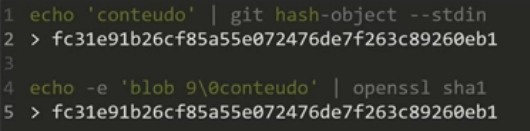 1 echo 'conteudo' | git hash-object --stdin
2 > fc31e91b26cf85a55e072476de7f263c89260eb1
3
4 echo -e 'blob 9\0conteudo' | openssl sha1
5 > fc31e91b26cf85a55e072476de7f263c89260eb1